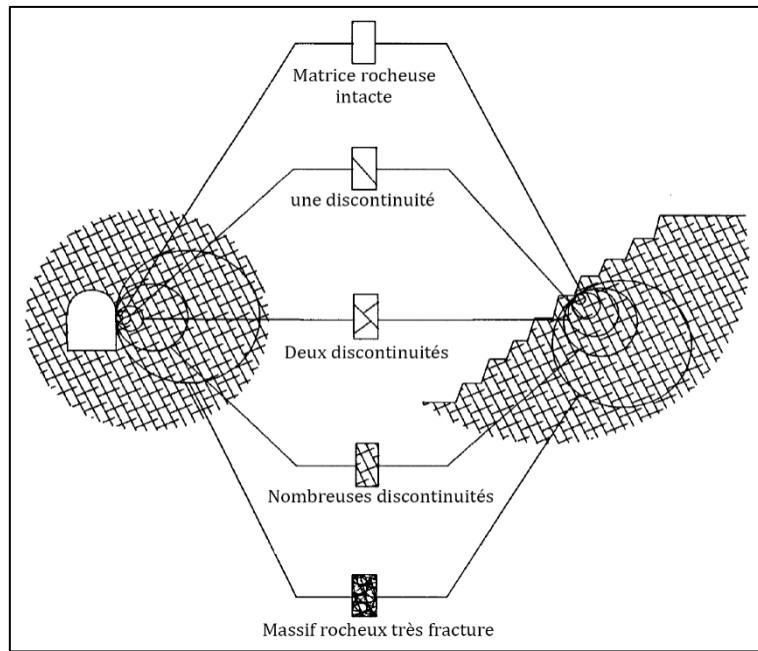 Matrice rocheuse
intacte
une discontinuité
Deux discontinuités
Nombreuses discontinuités
Massif rocheux très fracture